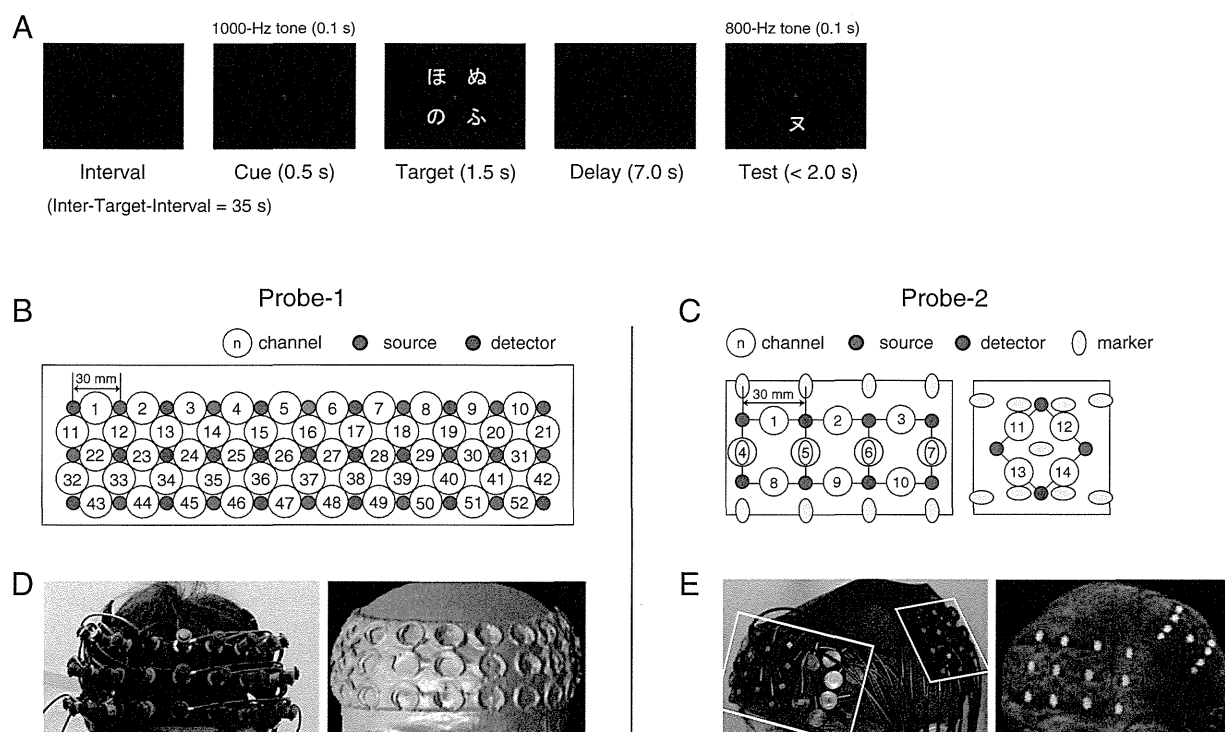 A
1000-Hz tone (0.1 s)
800-Hz tone (0.1 s)
ほ ぬ
の ふ
ヌ
Interval
Cue (0.5 s)
Target (1.5 s)
Delay (7.0 s)
Test (< 2.0 s)
(Inter-Target-Interval = 35 s)
B
Probe-1
n channel source detector
30 mm
1 2 3 4 5 6 7 8 9 10
11 12 13 14 15 16 17 18 19 20 21
22 23 24 25 26 27 28 29 30 31
32 33 34 35 36 37 38 39 40 41 42
43 44 45 46 47 48 49 50 51 52
C
Probe-2
n channel source detector marker
30 mm
1 2 3
4 5 6 7
8 9 10
11 12
13 14
D
E